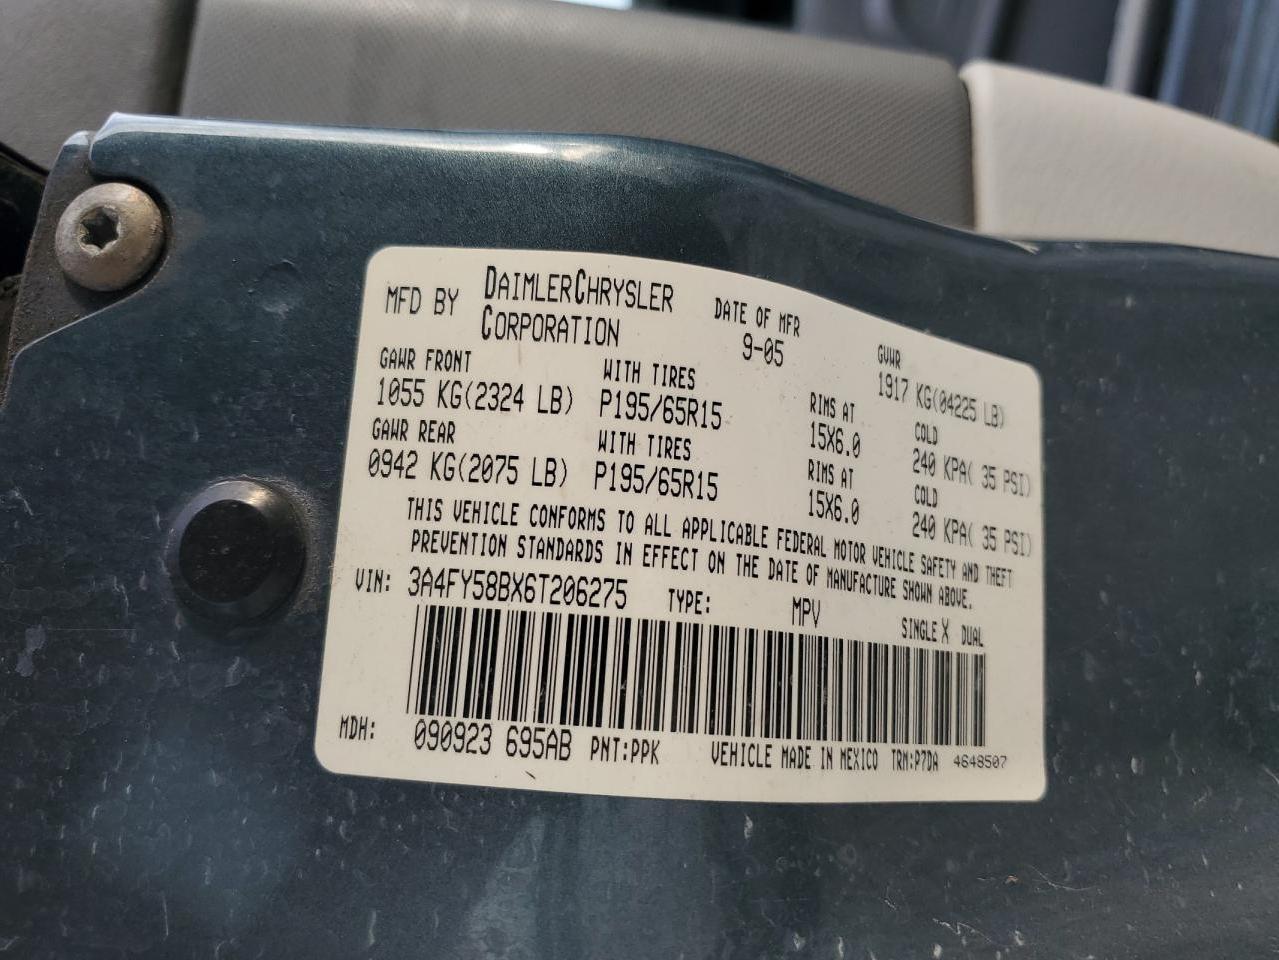 MFD BY DAIMLERCHRYSLER CORPORATION
DATE OF MFR 9-05
GVWR 1917 KG(04225 LB)
GAWR FRONT WITH TIRES RIMS AT COLD
1055 KG(2324 LB) P195/65R15 15X6.0 240 KPA( 35 PSI)
GAWR REAR WITH TIRES RIMS AT COLD
0942 KG(2075 LB) P195/65R15 15X6.0 240 KPA( 35 PSI)
THIS VEHICLE CONFORMS TO ALL APPLICABLE FEDERAL MOTOR VEHICLE SAFETY AND THEFT
PREVENTION STANDARDS IN EFFECT ON THE DATE OF MANUFACTURE SHOWN ABOVE.
VIN: 3A4FY58BX6T206275 TYPE: MPV SINGLE X DUAL
MDH: 090923 695AB PNT:PPK VEHICLE MADE IN MEXICO TRM:P7DA 4648507